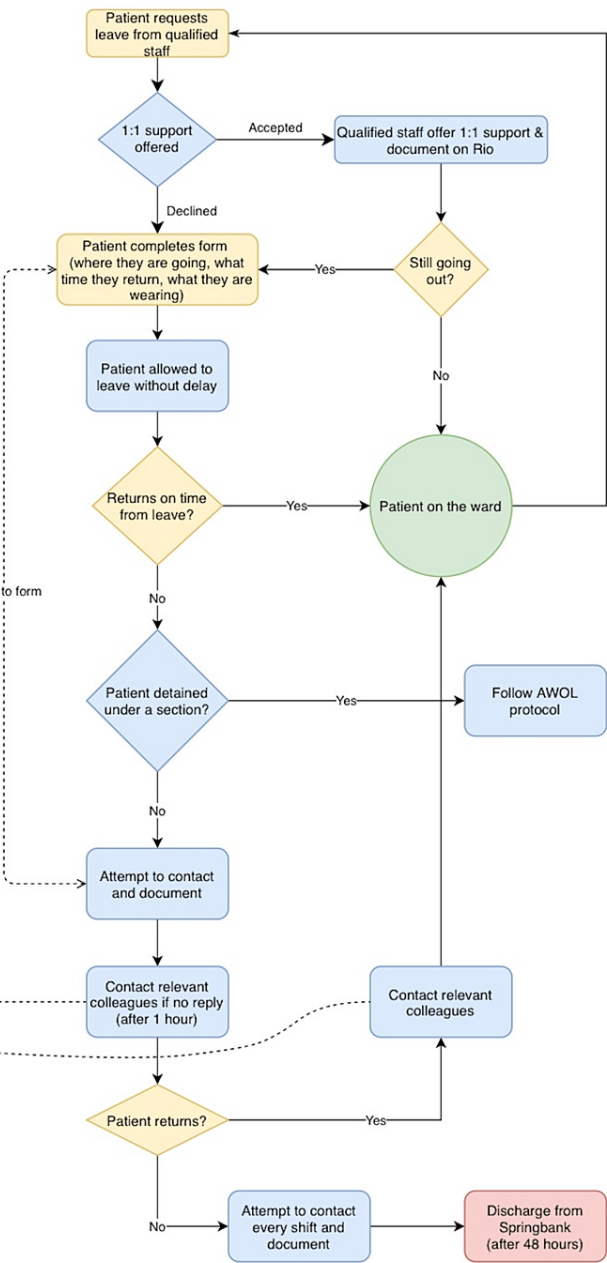 Patient requests
leave from qualified
staff
1:1 support
offered
Accepted
Qualified staff offer 1:1 support &
document on Rio
Declined
Patient completes form
(where they are going, what
time they return, what they are
wearing)
Yes
Still going
out?
Patient allowed to
leave without delay
No
Returns on time
from leave?
Yes
Patient on the ward
to form
No
Patient detained
under a section?
Yes
Follow AWOL
protocol
No
Attempt to contact
and document
Contact relevant
colleagues if no reply
(after 1 hour)
Contact relevant
colleagues
Patient returns?
Yes
No
Attempt to contact
every shift and
document
Discharge from
Springbank
(after 48 hours)